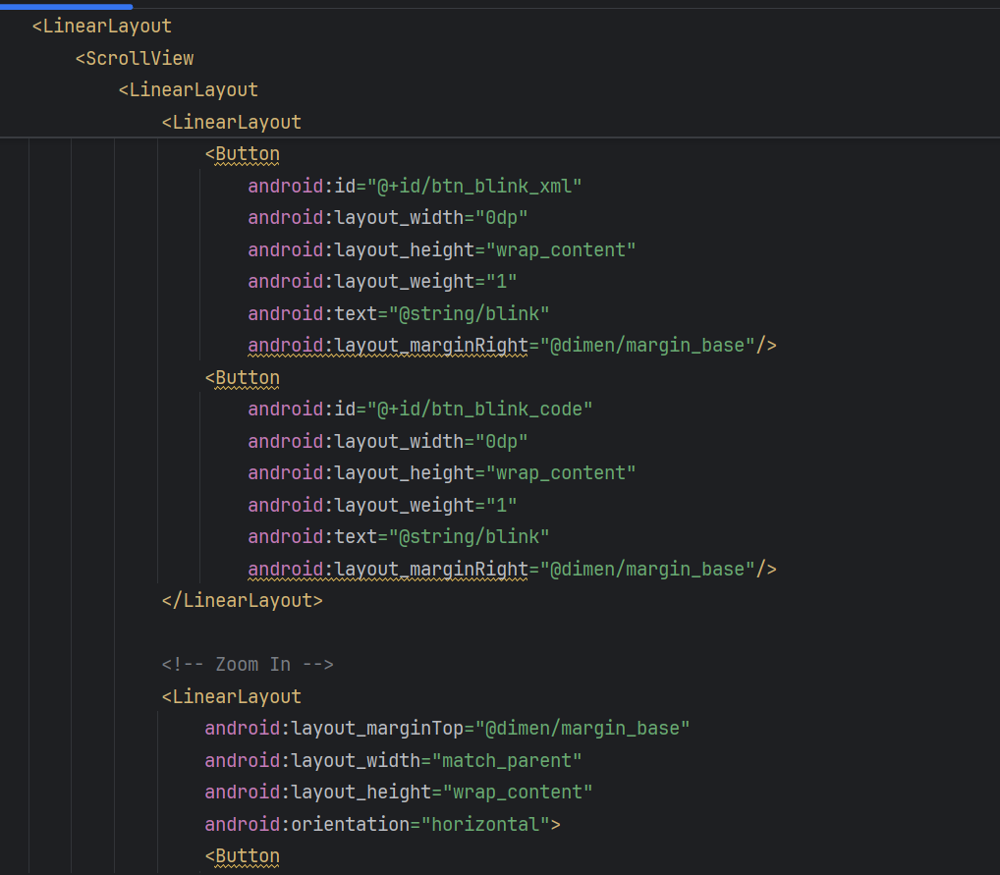 <LinearLayout
<ScrollView
<LinearLayout
<LinearLayout
<Button
android:id="@+id/btn_blink_xml"
android:layout_width="0dp"
android:layout_height="wrap_content"
android:layout_weight="1"
android:text="@string/blink"
android:layout_marginRight="@dimen/margin_base"/>
<Button
android:id="@+id/btn_blink_code"
android:layout_width="0dp"
android:layout_height="wrap_content"
android:layout_weight="1"
android:text="@string/blink"
android:layout_marginRight="@dimen/margin_base"/>
</LinearLayout>
<!-- Zoom In -->
<LinearLayout
android:layout_marginTop="@dimen/margin_base"
android:layout_width="match_parent"
android:layout_height="wrap_content"
android:orientation="horizontal">
<Button